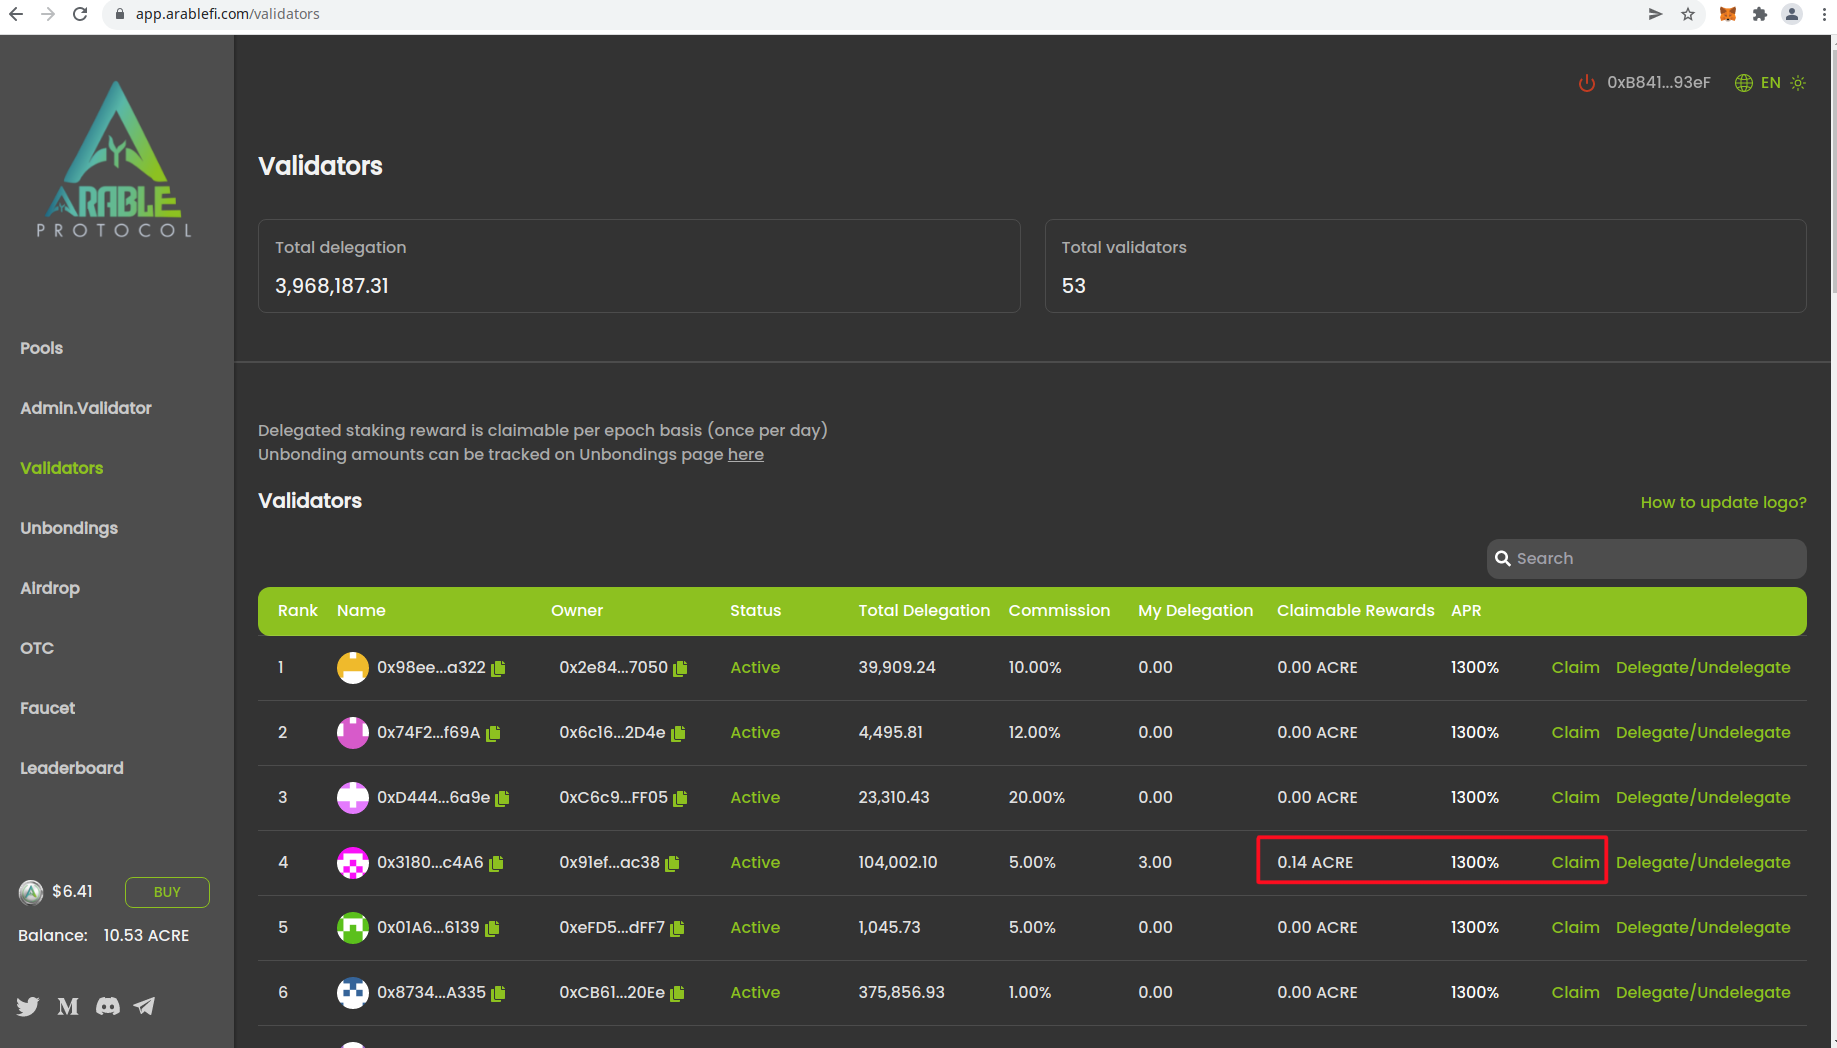 app.arablefi.com/validators
ARABLE
PROTOCOL
Pools
Admin.Validator
Validators
Unbondings
Airdrop
OTC
Faucet
Leaderboard
$6.41 BUY
Balance: 10.53 ACRE
0xB841...93eF EN
Validators
Total delegation
3,968,187.31
Total validators
53
Delegated staking reward is claimable per epoch basis (once per day)
Unbonding amounts can be tracked on Unbondings page here
Validators
How to update logo?
Search
Rank Name Owner Status Total Delegation Commission My Delegation Claimable Rewards APR
1 0x98ee...a322 0x2e84...7050 Active 39,909.24 10.00% 0.00 0.00 ACRE 1300% Claim Delegate/Undelegate
2 0x74F2...f69A 0x6c16...2D4e Active 4,495.81 12.00% 0.00 0.00 ACRE 1300% Claim Delegate/Undelegate
3 0xD444...6a9e 0xC6c9...FF05 Active 23,310.43 20.00% 0.00 0.00 ACRE 1300% Claim Delegate/Undelegate
4 0x3180...c4A6 0x91ef...ac38 Active 104,002.10 5.00% 3.00 0.14 ACRE 1300% Claim Delegate/Undelegate
5 0x01A6...6139 0xeFD5...dFF7 Active 1,045.73 5.00% 0.00 0.00 ACRE 1300% Claim Delegate/Undelegate
6 0x8734...A335 0xCB61...20Ee Active 375,856.93 1.00% 0.00 0.00 ACRE 1300% Claim Delegate/Undelegate